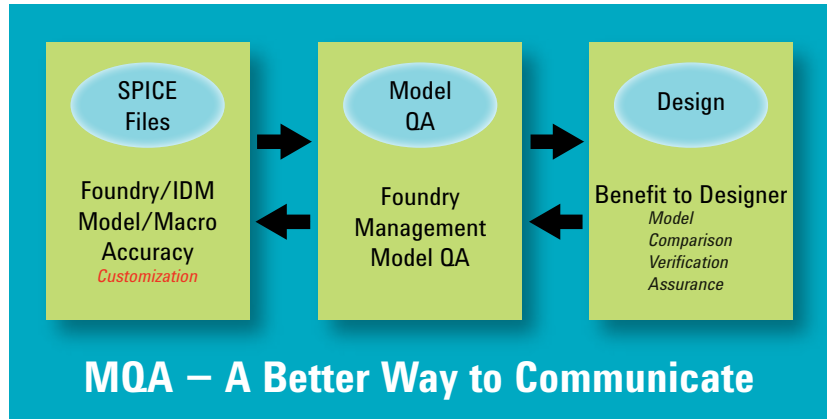 SPICE
Files
Foundry/IDM
Model/Macro
Accuracy
Customization
Model
QA
Foundry
Management
Model QA
Design
Benefit to Designer
Model
Comparison
Verification
Assurance
MQA – A Better Way to Communicate